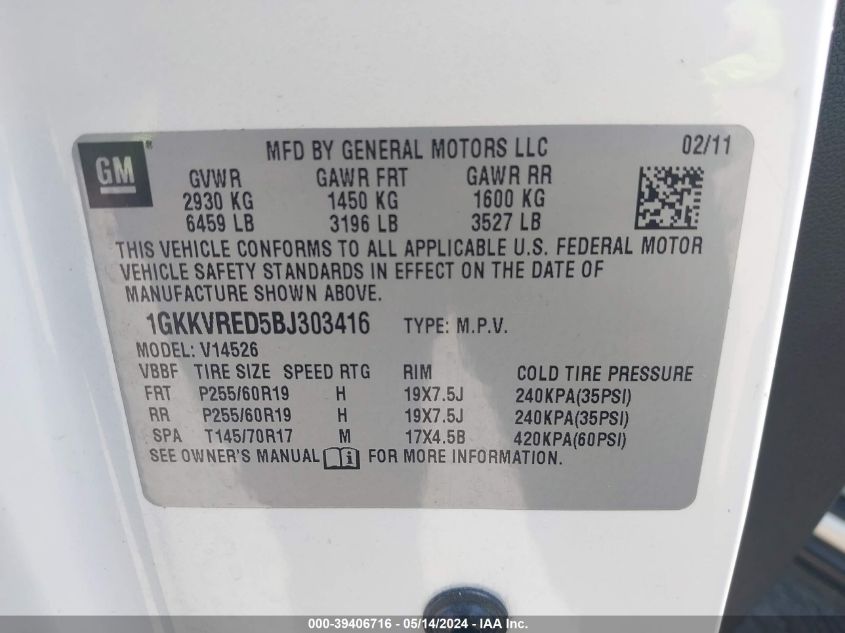 GM
MFD BY GENERAL MOTORS LLC 02/11
GVWR GAWR FRT GAWR RR
2930 KG 1450 KG 1600 KG
6459 LB 3196 LB 3527 LB
THIS VEHICLE CONFORMS TO ALL APPLICABLE U.S. FEDERAL MOTOR
VEHICLE SAFETY STANDARDS IN EFFECT ON THE DATE OF
MANUFACTURE SHOWN ABOVE.
1GKKVRED5BJ303416 TYPE: M.P.V.
MODEL: V14526
VBBF TIRE SIZE SPEED RTG RIM COLD TIRE PRESSURE
FRT P255/60R19 H 19X7.5J 240KPA(35PSI)
RR P255/60R19 H 19X7.5J 240KPA(35PSI)
SPA T145/70R17 M 17X4.5B 420KPA(60PSI)
SEE OWNER'S MANUAL i FOR MORE INFORMATION.
000-39406716 - 05/14/2024 - IAA Inc.